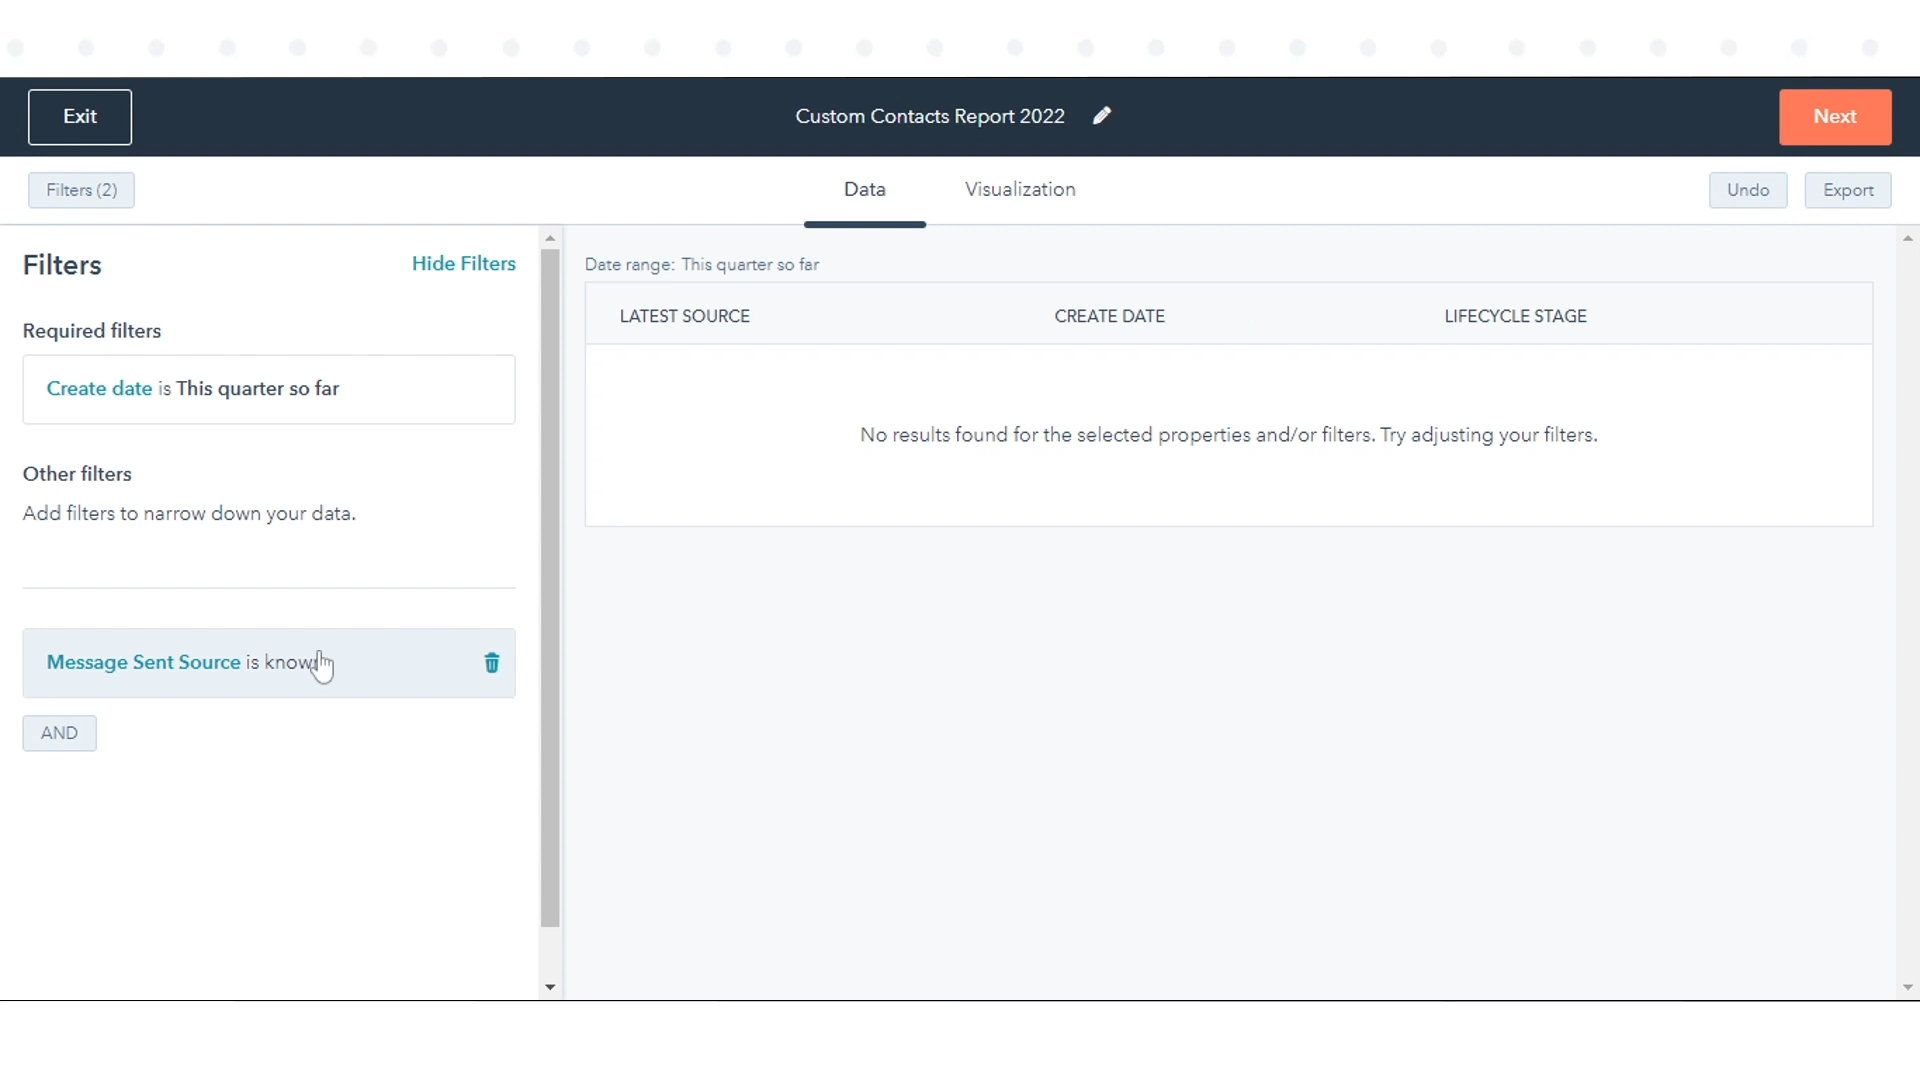 Exit
Custom Contacts Report 2022
Next
Filters (2)
Data
Visualization
Undo
Export
Filters
Hide Filters
Date range: This quarter so far
LATEST SOURCE
CREATE DATE
LIFECYCLE STAGE
Required filters
Create date is This quarter so far
No results found for the selected properties and/or filters. Try adjusting your filters.
Other filters
Add filters to narrow down your data.
Message Sent Source is known
AND